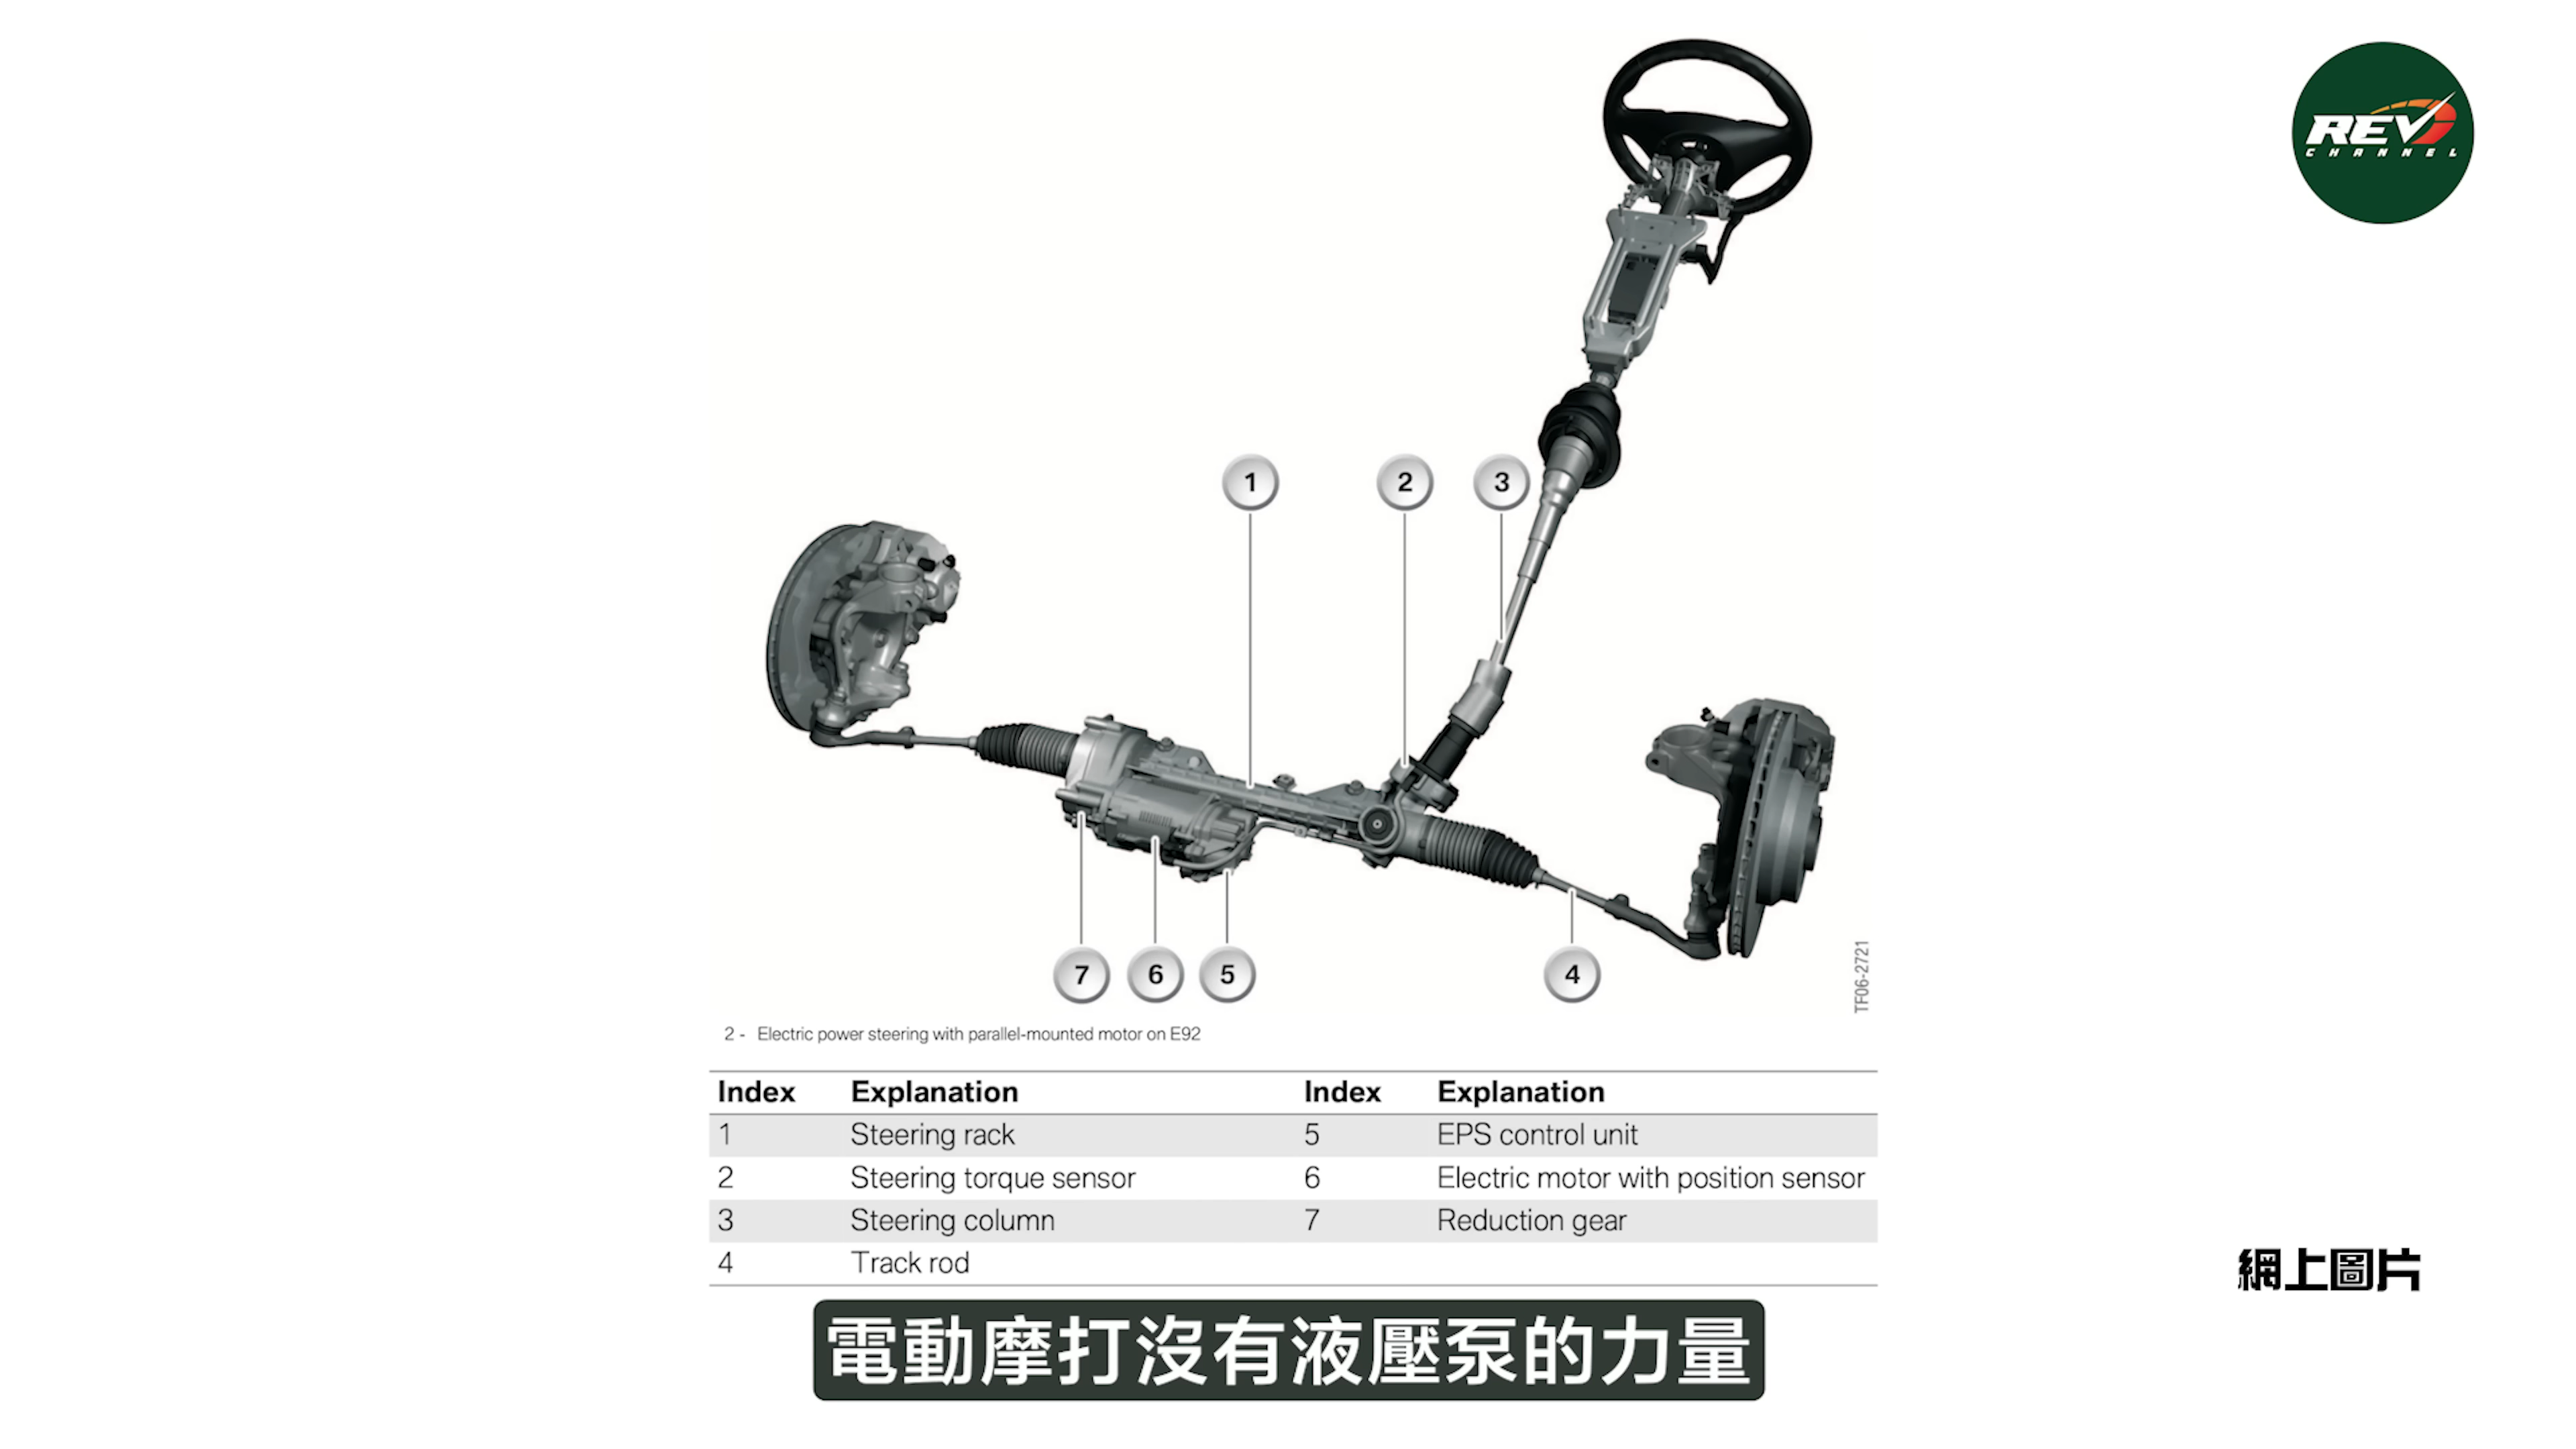 REV
CHANNEL
1
2
3
7
6
5
4
TF06-2721
2 - Electric power steering with parallel-mounted motor on E92
Index Explanation Index Explanation
1 Steering rack 5 EPS control unit
2 Steering torque sensor 6 Electric motor with position sensor
3 Steering column 7 Reduction gear
4 Track rod
網上圖片
電動摩打沒有液壓泵的力量